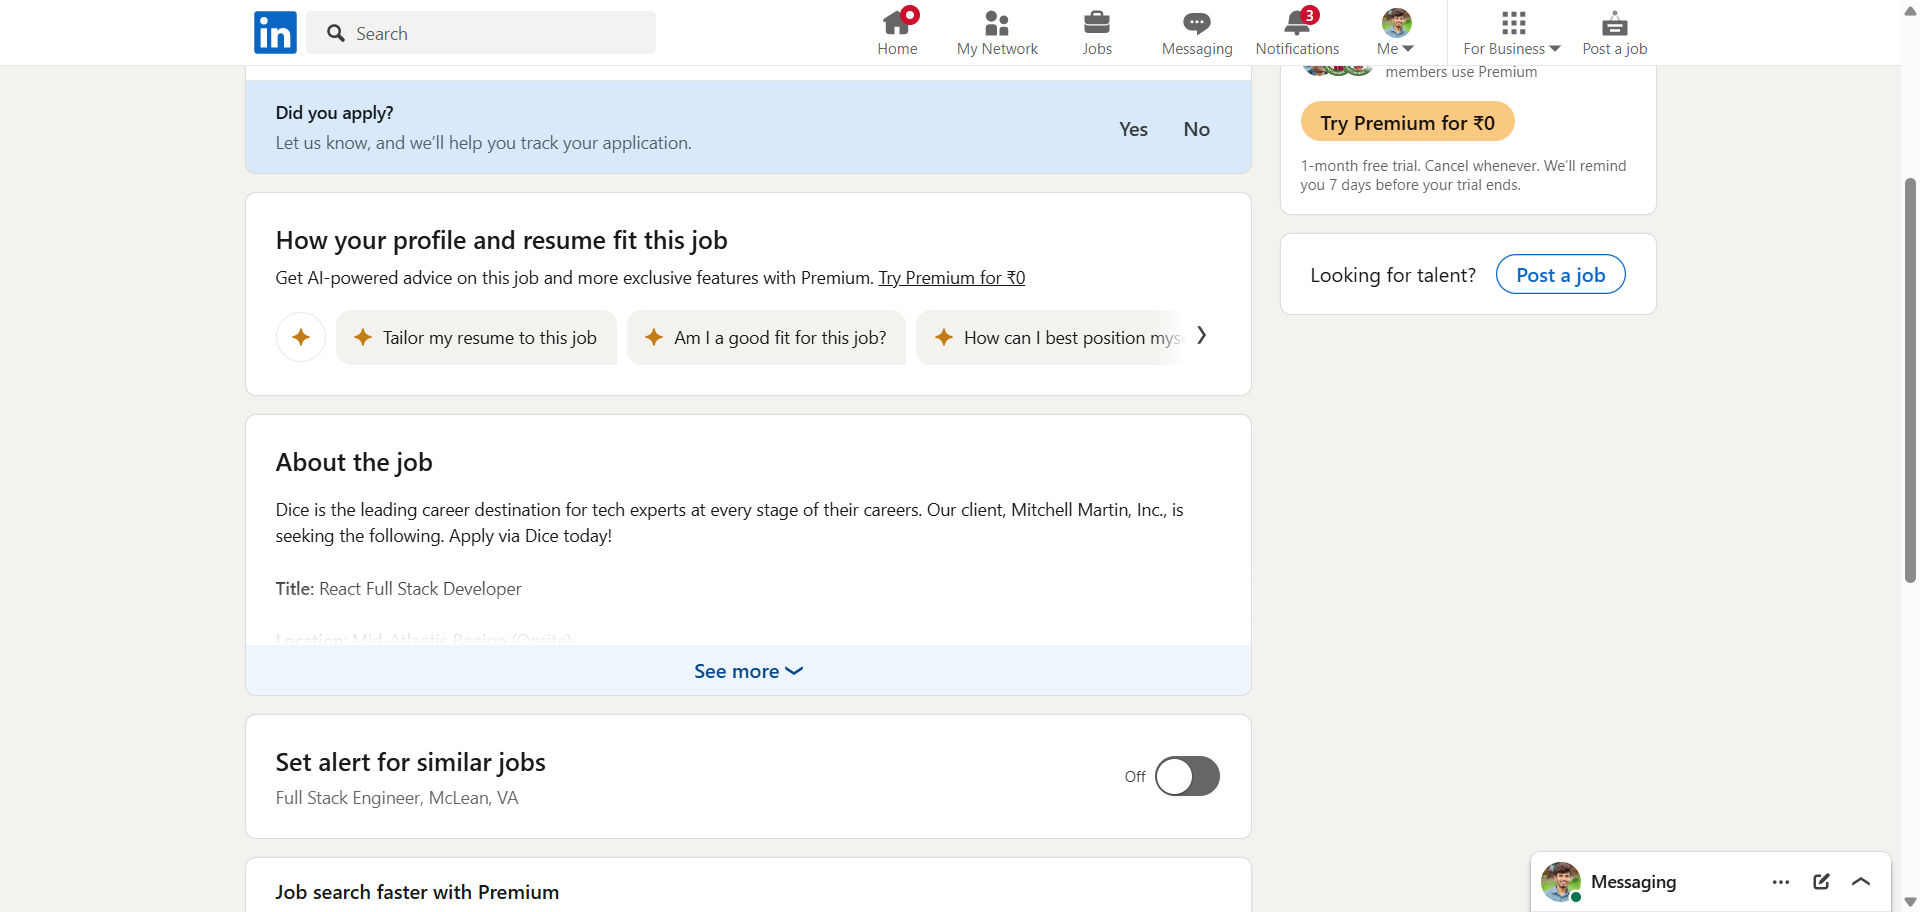 in
Search
Home
My Network
Jobs
Messaging
3
Notifications
Me
For Business
Post a job
members use Premium
Try Premium for ₹0
1-month free trial. Cancel whenever. We'll remind
you 7 days before your trial ends.
Looking for talent?
Post a job
Did you apply?
Let us know, and we'll help you track your application.
Yes
No
How your profile and resume fit this job
Get AI-powered advice on this job and more exclusive features with Premium. Try Premium for ₹0
Tailor my resume to this job
Am I a good fit for this job?
How can I best position mys
About the job
Dice is the leading career destination for tech experts at every stage of their careers. Our client, Mitchell Martin, Inc., is
seeking the following. Apply via Dice today!
Title: React Full Stack Developer
Location: Mid-Atlantic Region (Onsite)
See more
Set alert for similar jobs
Full Stack Engineer, McLean, VA
Off
Job search faster with Premium
Messaging